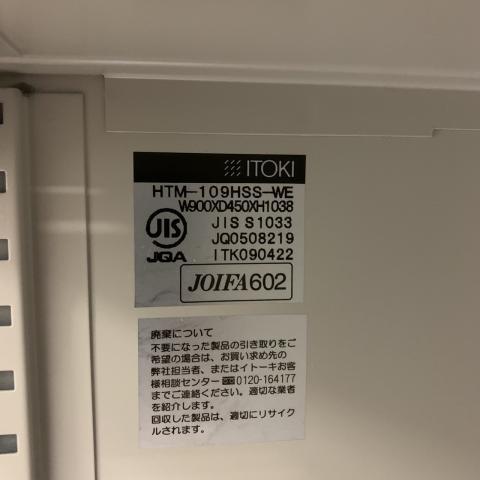 ITOKI
HTM-109HSS-WE
W900XD450XH1038
JIS JIS S1033
JQ0508219
JQA ITK090422
JOIFA602
廃棄について
不要になった製品の引き取りをご
希望の場合は、お買い求め先の
弊社担当者、またはイトーキお客
様相談センター 0120-164177
までご連絡ください。適切な業者
を紹介します。
回収した製品は、適切にリサイク
ルされます。